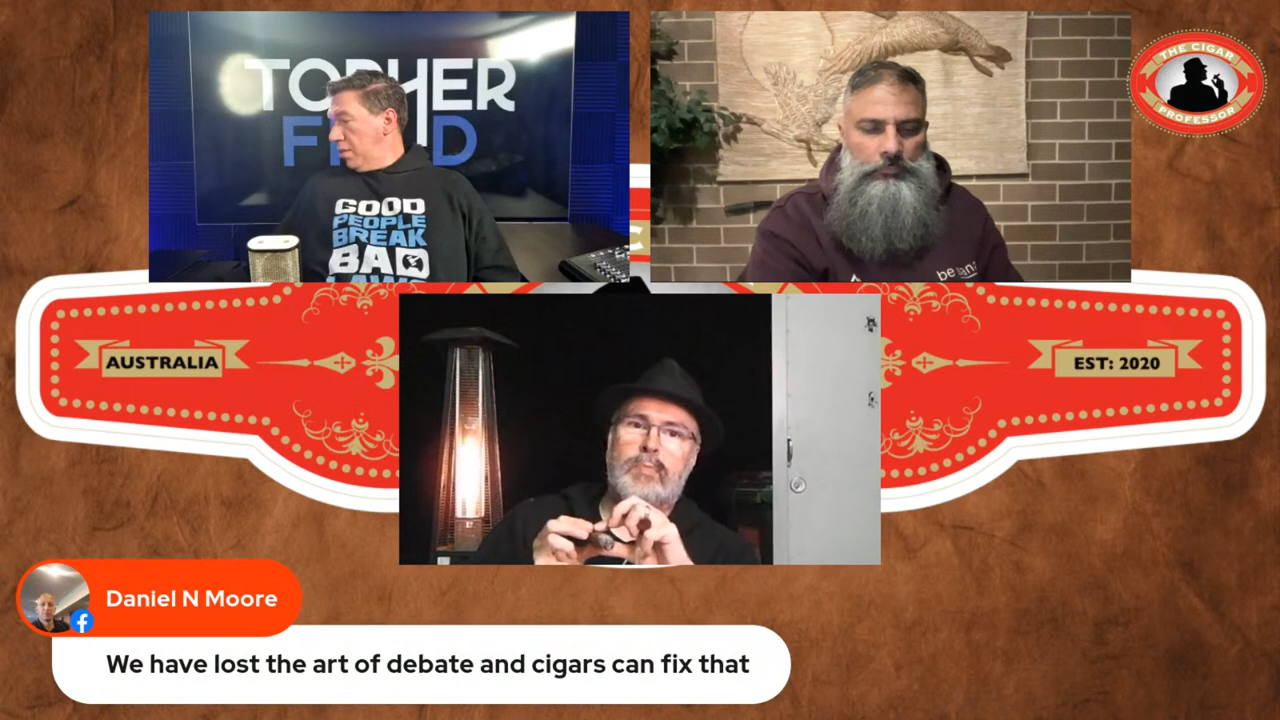 TOPHER
F D
GOOD
PEOPLE
BREAK
BAD
LAWS
THE CIGAR
PROFESSOR
AUSTRALIA
EST: 2020
Daniel N Moore
We have lost the art of debate and cigars can fix that